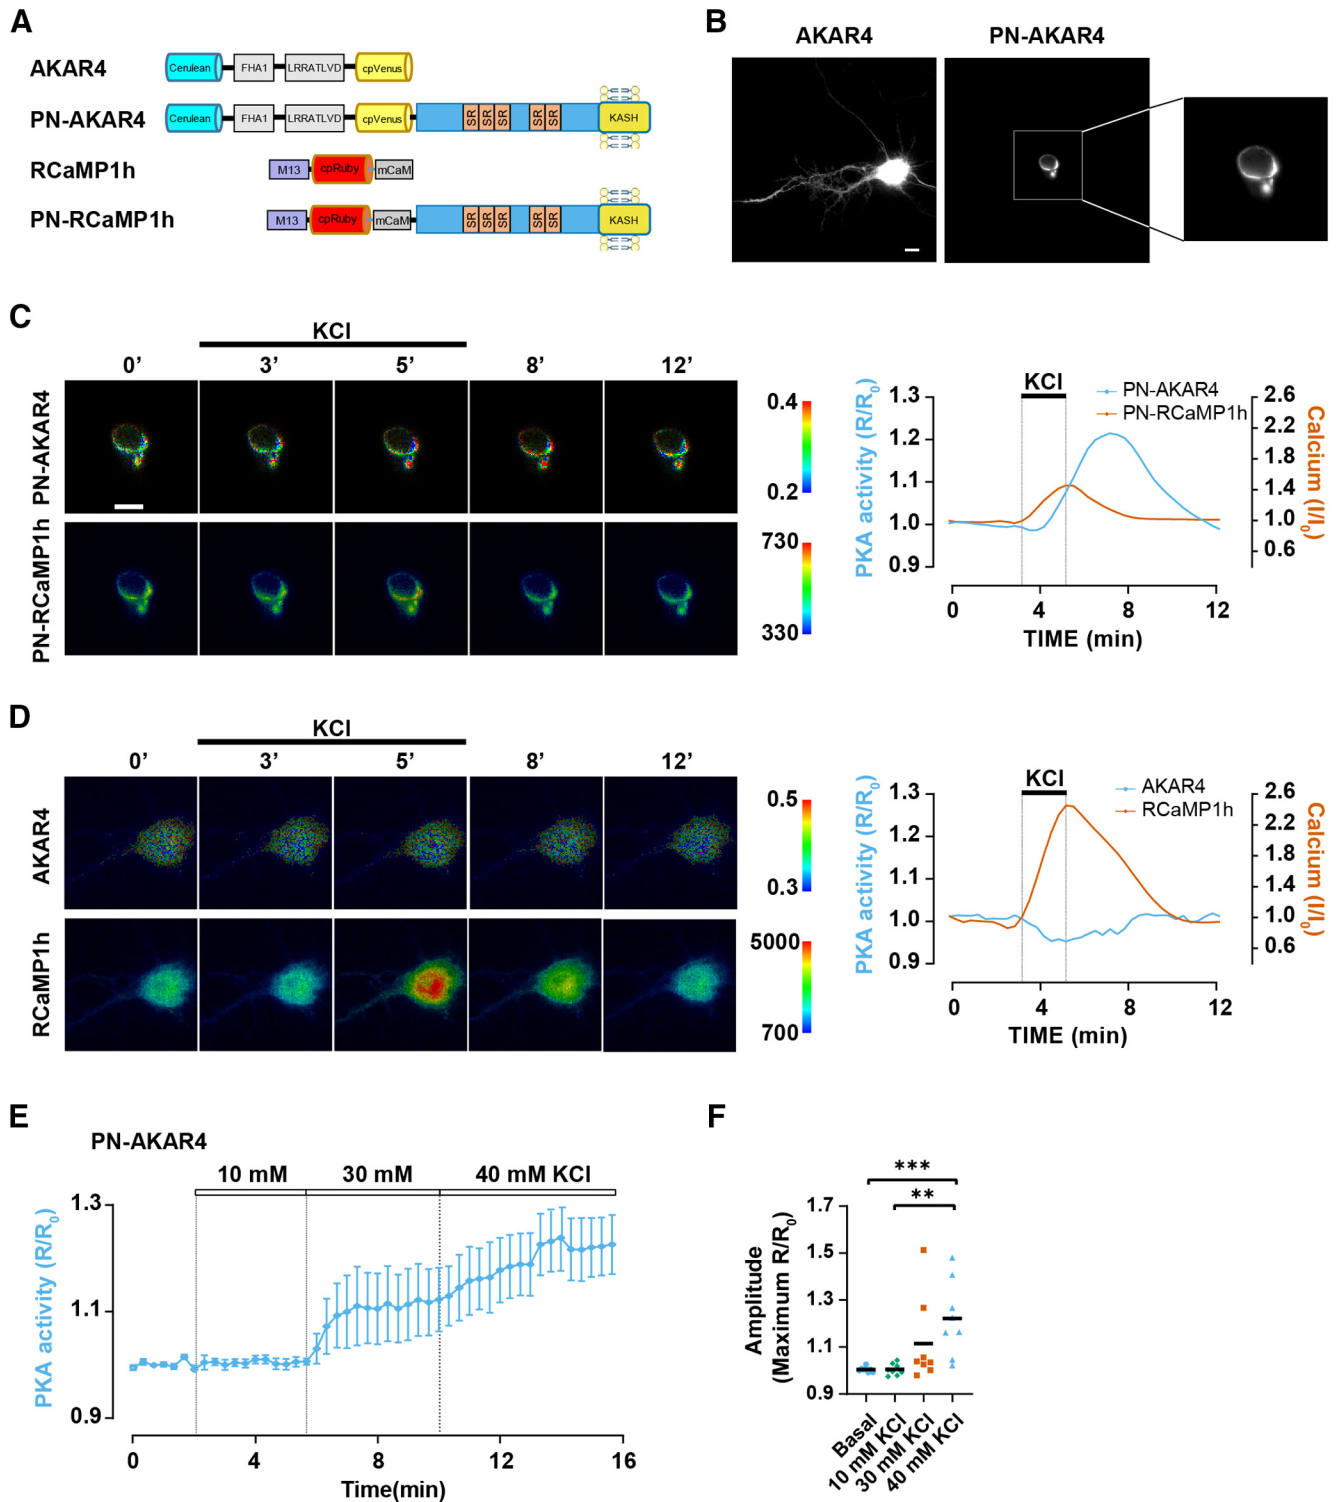 A
AKAR4
Cerulean FHA1 LRRATLVD cpVenus
PN-AKAR4
Cerulean FHA1 LRRATLVD cpVenus SR SR SR SR SR KASH
RCaMP1h
M13 cpRuby mCaM
PN-RCaMP1h
M13 cpRuby mCaM SR SR SR SR SR KASH
B
AKAR4 PN-AKAR4
C
KCl
0’ 3’ 5’ 8’ 12’
PN-AKAR4
0.4
0.2
PN-RCaMP1h
730
330
KCl
PN-AKAR4
PN-RCaMP1h
PKA activity (R/R0)
1.3
1.2
1.1
1.0
0.9
2.6
2.2
1.8
1.4
1.0
0.6
Calcium (I/I0)
0 4 8 12
TIME (min)
D
KCl
0’ 3’ 5’ 8’ 12’
AKAR4
0.5
0.3
RCaMP1h
5000
700
KCl
AKAR4
RCaMP1h
PKA activity (R/R0)
1.3
1.2
1.1
1.0
0.9
2.6
2.2
1.8
1.4
1.0
0.6
Calcium (I/I0)
0 4 8 12
TIME (min)
E
PN-AKAR4
10 mM 30 mM 40 mM KCl
PKA activity (R/R0)
1.3
1.1
0.9
0 4 8 12 16
Time(min)
F
***
**
Amplitude
(Maximum R/R0)
1.7
1.5
1.3
1.1
0.9
Basal
10 mM KCl
30 mM KCl
40 mM KCl